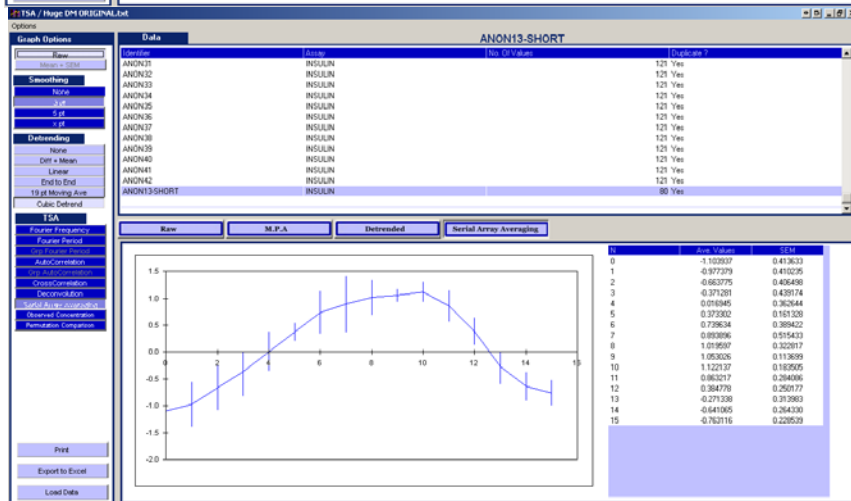 TSA / Huge DM ORIGINAL.txt
Options
Graph Options
Raw
Mean + SEM
Smoothing
None
3 pt
5 pt
x pt
Detrending
None
Diff + Mean
Linear
End to End
19 pt Moving Ave
Cubic Detrend
TSA
Fourier Frequency
Fourier Period
Grp Fourier Period
AutoCorrelation
Grp AutoCorrelation
CrossCorrelation
Deconvolution
Serial Array Averaging
Observed Concentration
Permutation Comparison
Print
Export to Excel
Load Data
Data
ANON13-SHORT
Identifier Assay No. Of Values Duplicate ?
ANON31 INSULIN 121 Yes
ANON32 INSULIN 121 Yes
ANON33 INSULIN 121 Yes
ANON34 INSULIN 121 Yes
ANON35 INSULIN 121 Yes
ANON36 INSULIN 121 Yes
ANON37 INSULIN 121 Yes
ANON38 INSULIN 121 Yes
ANON39 INSULIN 121 Yes
ANON40 INSULIN 121 Yes
ANON41 INSULIN 121 Yes
ANON42 INSULIN 121 Yes
ANON13-SHORT INSULIN 80 Yes
Raw M.P.A Detrended Serial Array Averaging
1.5
1.0
0.5
0.0
-0.5
-1.0
-1.5
-2.0
0 2 4 6 8 10 12 14 16
N Ave. Values SEM
0 -1.103937 0.413633
1 -0.977379 0.410235
2 -0.663775 0.406498
3 -0.371281 0.439174
4 0.016945 0.362644
5 0.373302 0.161328
6 0.739634 0.389422
7 0.893896 0.515433
8 1.019597 0.322817
9 1.053026 0.113699
10 1.122137 0.183505
11 0.863217 0.284086
12 0.384778 0.250177
13 -0.271338 0.313983
14 -0.641065 0.264330
15 -0.763116 0.228539